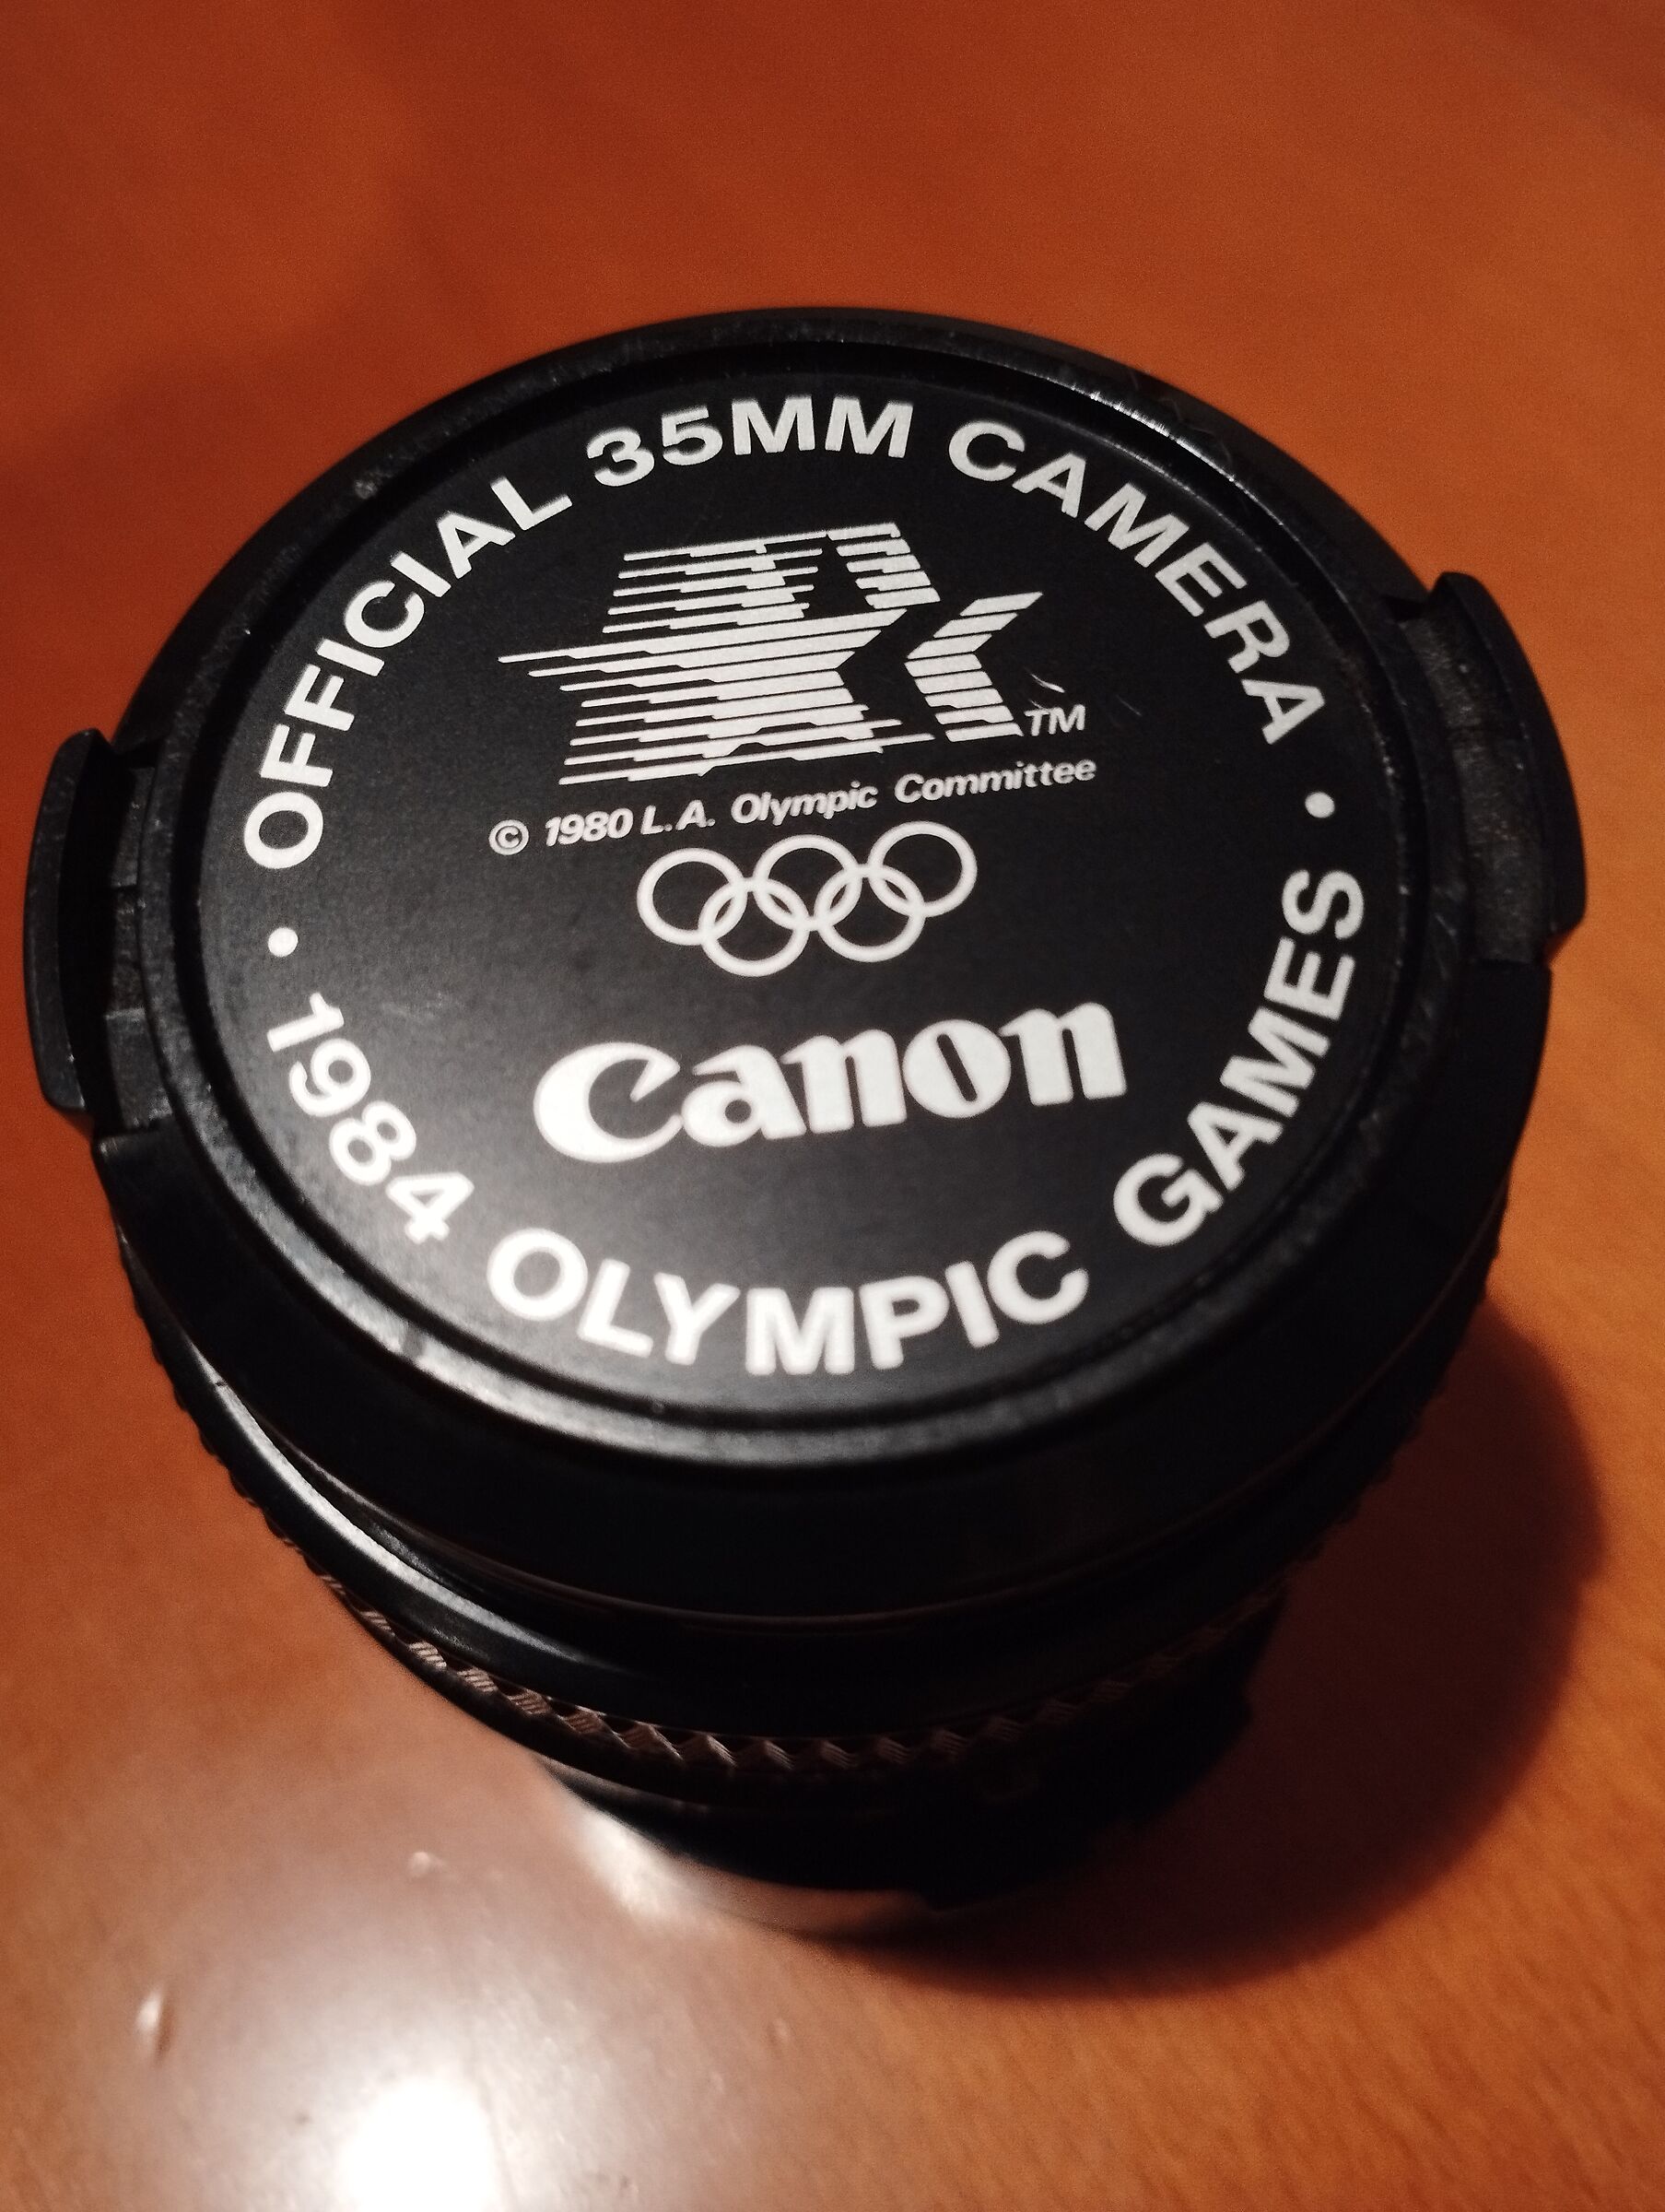 • OFFICIAL 35MM CAMERA •
TM
© 1980 L.A. Olympic Committee
Canon
1984 OLYMPIC GAMES